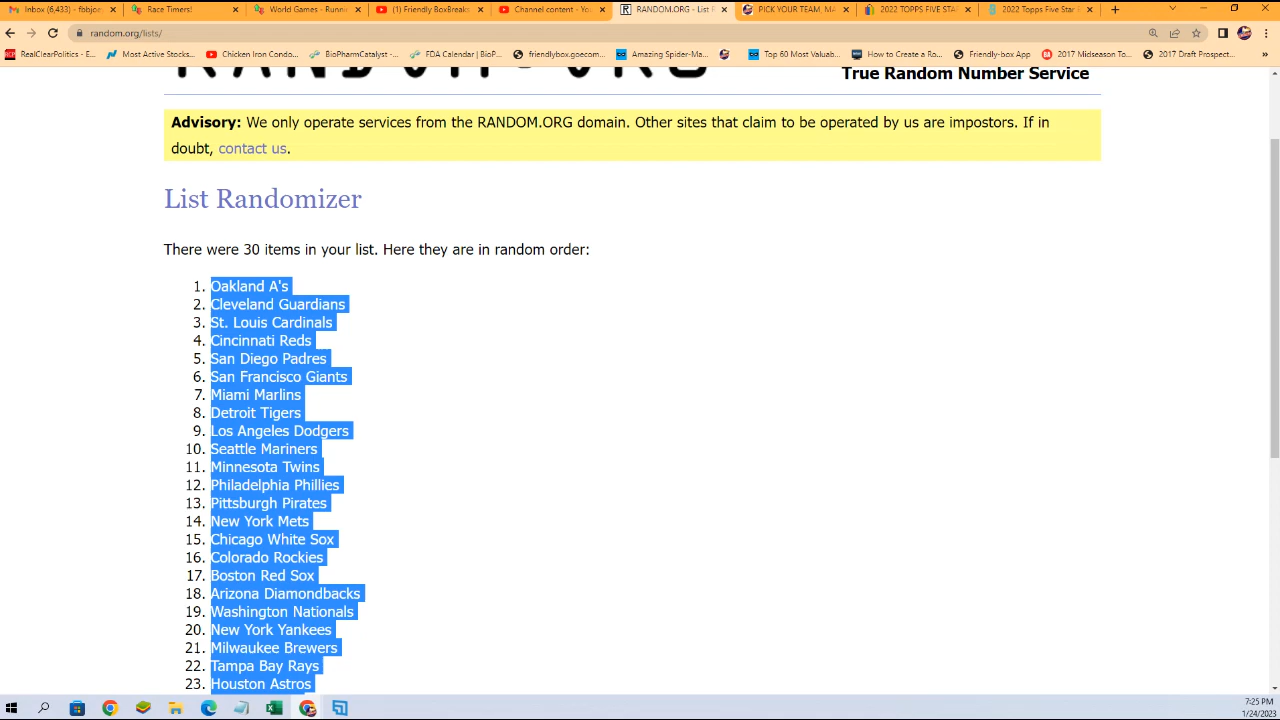 Inbox (6,433) - fbbjor
Race Timers!
World Games - Runni
(1) Friendly BoxBreak
Channel content - Yo
RANDOM.ORG - List R
PICK YOUR TEAM, MA
2022 TOPPS FIVE STAR
2022 Topps Five Star
random.org/lists/
RealClearPolitics - E...
Most Active Stocks...
Chicken Iron Condo...
BioPharmCatalyst -...
FDA Calendar | BioP...
friendlybox.goecom...
Amazing Spider-Ma...
Top 60 Most Valuab...
How to Create a Ro...
Friendly-box App
2017 Midseason To...
2017 Draft Prospect...
»
RANDOM.ORG
True Random Number Service
Advisory: We only operate services from the RANDOM.ORG domain. Other sites that claim to be operated by us are impostors. If in
doubt, contact us.
List Randomizer
There were 30 items in your list. Here they are in random order:
1. Oakland A's
2. Cleveland Guardians
3. St. Louis Cardinals
4. Cincinnati Reds
5. San Diego Padres
6. San Francisco Giants
7. Miami Marlins
8. Detroit Tigers
9. Los Angeles Dodgers
10. Seattle Mariners
11. Minnesota Twins
12. Philadelphia Phillies
13. Pittsburgh Pirates
14. New York Mets
15. Chicago White Sox
16. Colorado Rockies
17. Boston Red Sox
18. Arizona Diamondbacks
19. Washington Nationals
20. New York Yankees
21. Milwaukee Brewers
22. Tampa Bay Rays
23. Houston Astros
7:25 PM
1/24/2023